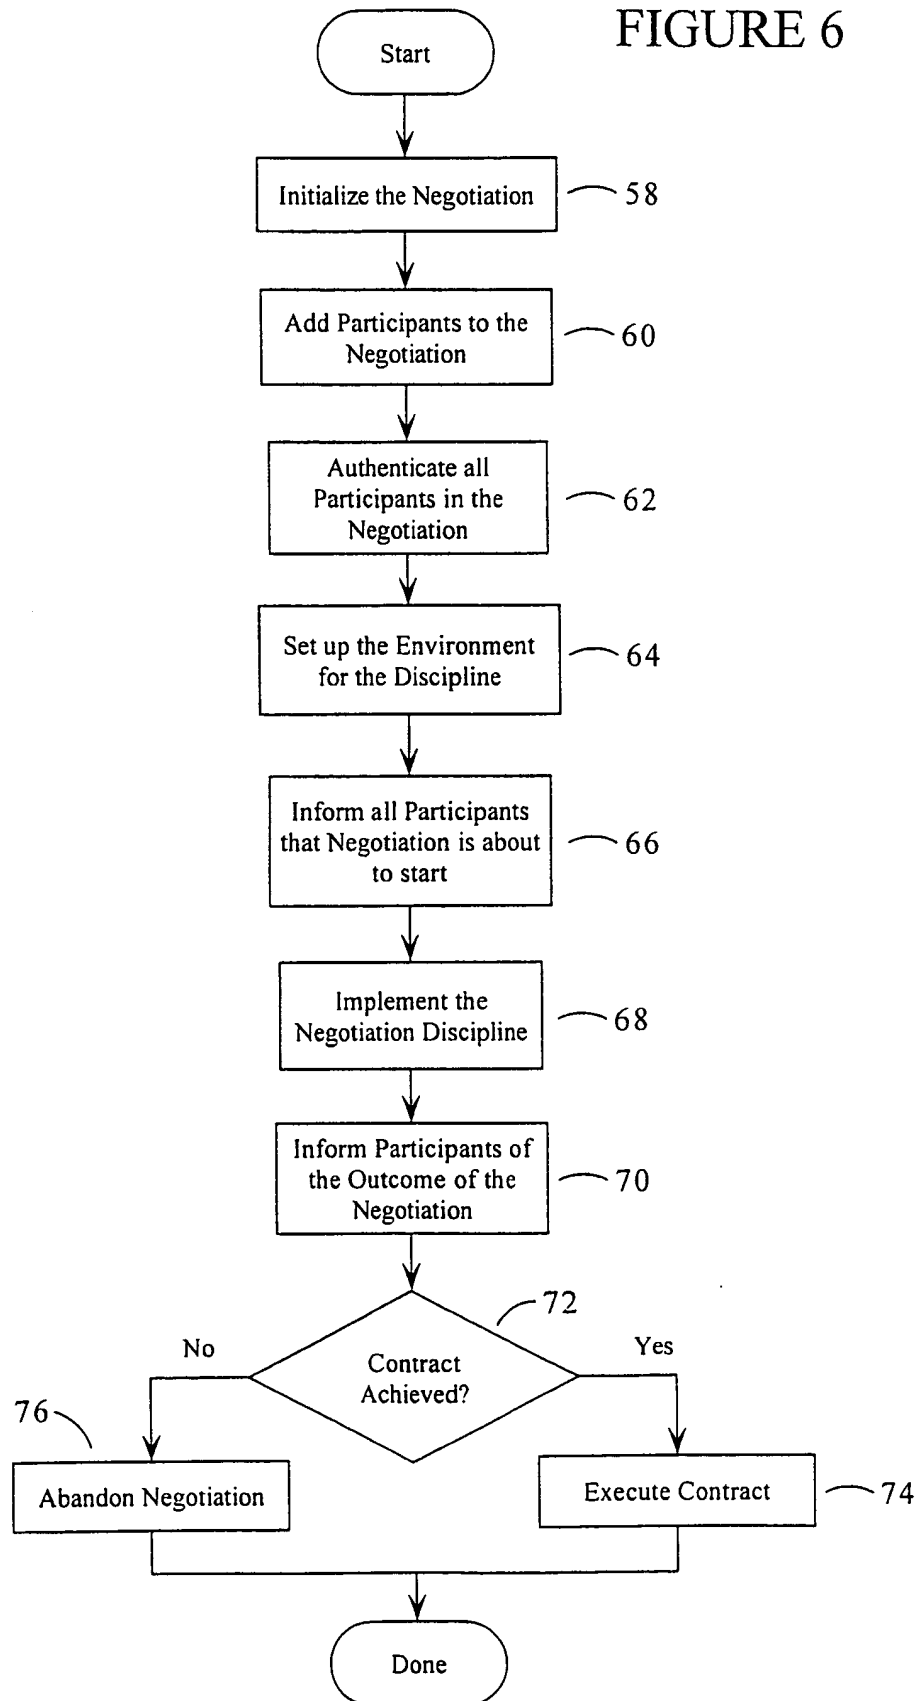 FIGURE 6
Start
Initialize the Negotiation
58
Add Participants to the
Negotiation
60
Authenticate all
Participants in the
Negotiation
62
Set up the Environment
for the Discipline
64
Inform all Participants
that Negotiation is about
to start
66
Implement the
Negotiation Discipline
68
Inform Participants of
the Outcome of the
Negotiation
70
72
No
Yes
Contract
Achieved?
76
Abandon Negotiation
Execute Contract
74
Done